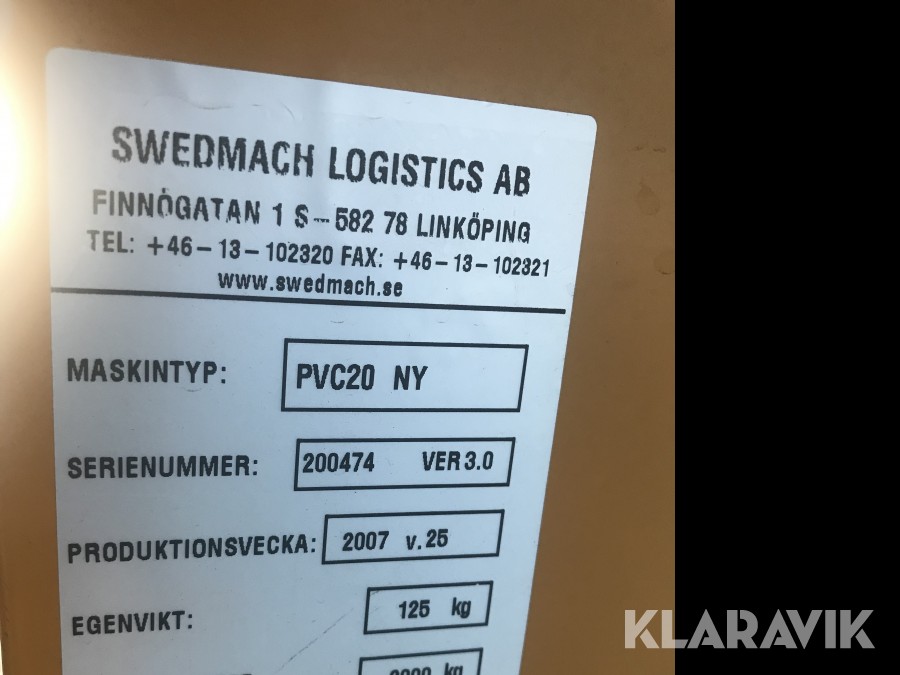 SWEDMACH LOGISTICS AB
FINNÖGATAN 1 S--582 78 LINKÖPING
TEL: +46-13-102320 FAX: +46-13-102321
www.swedmach.se
MASKINTYP: PVC20 NY
SERIENUMMER: 200474 VER 3.0
PRODUKTIONSVECKA: 2007 v.25
EGENVIKT: 125 kg
kg
KLARAVIK